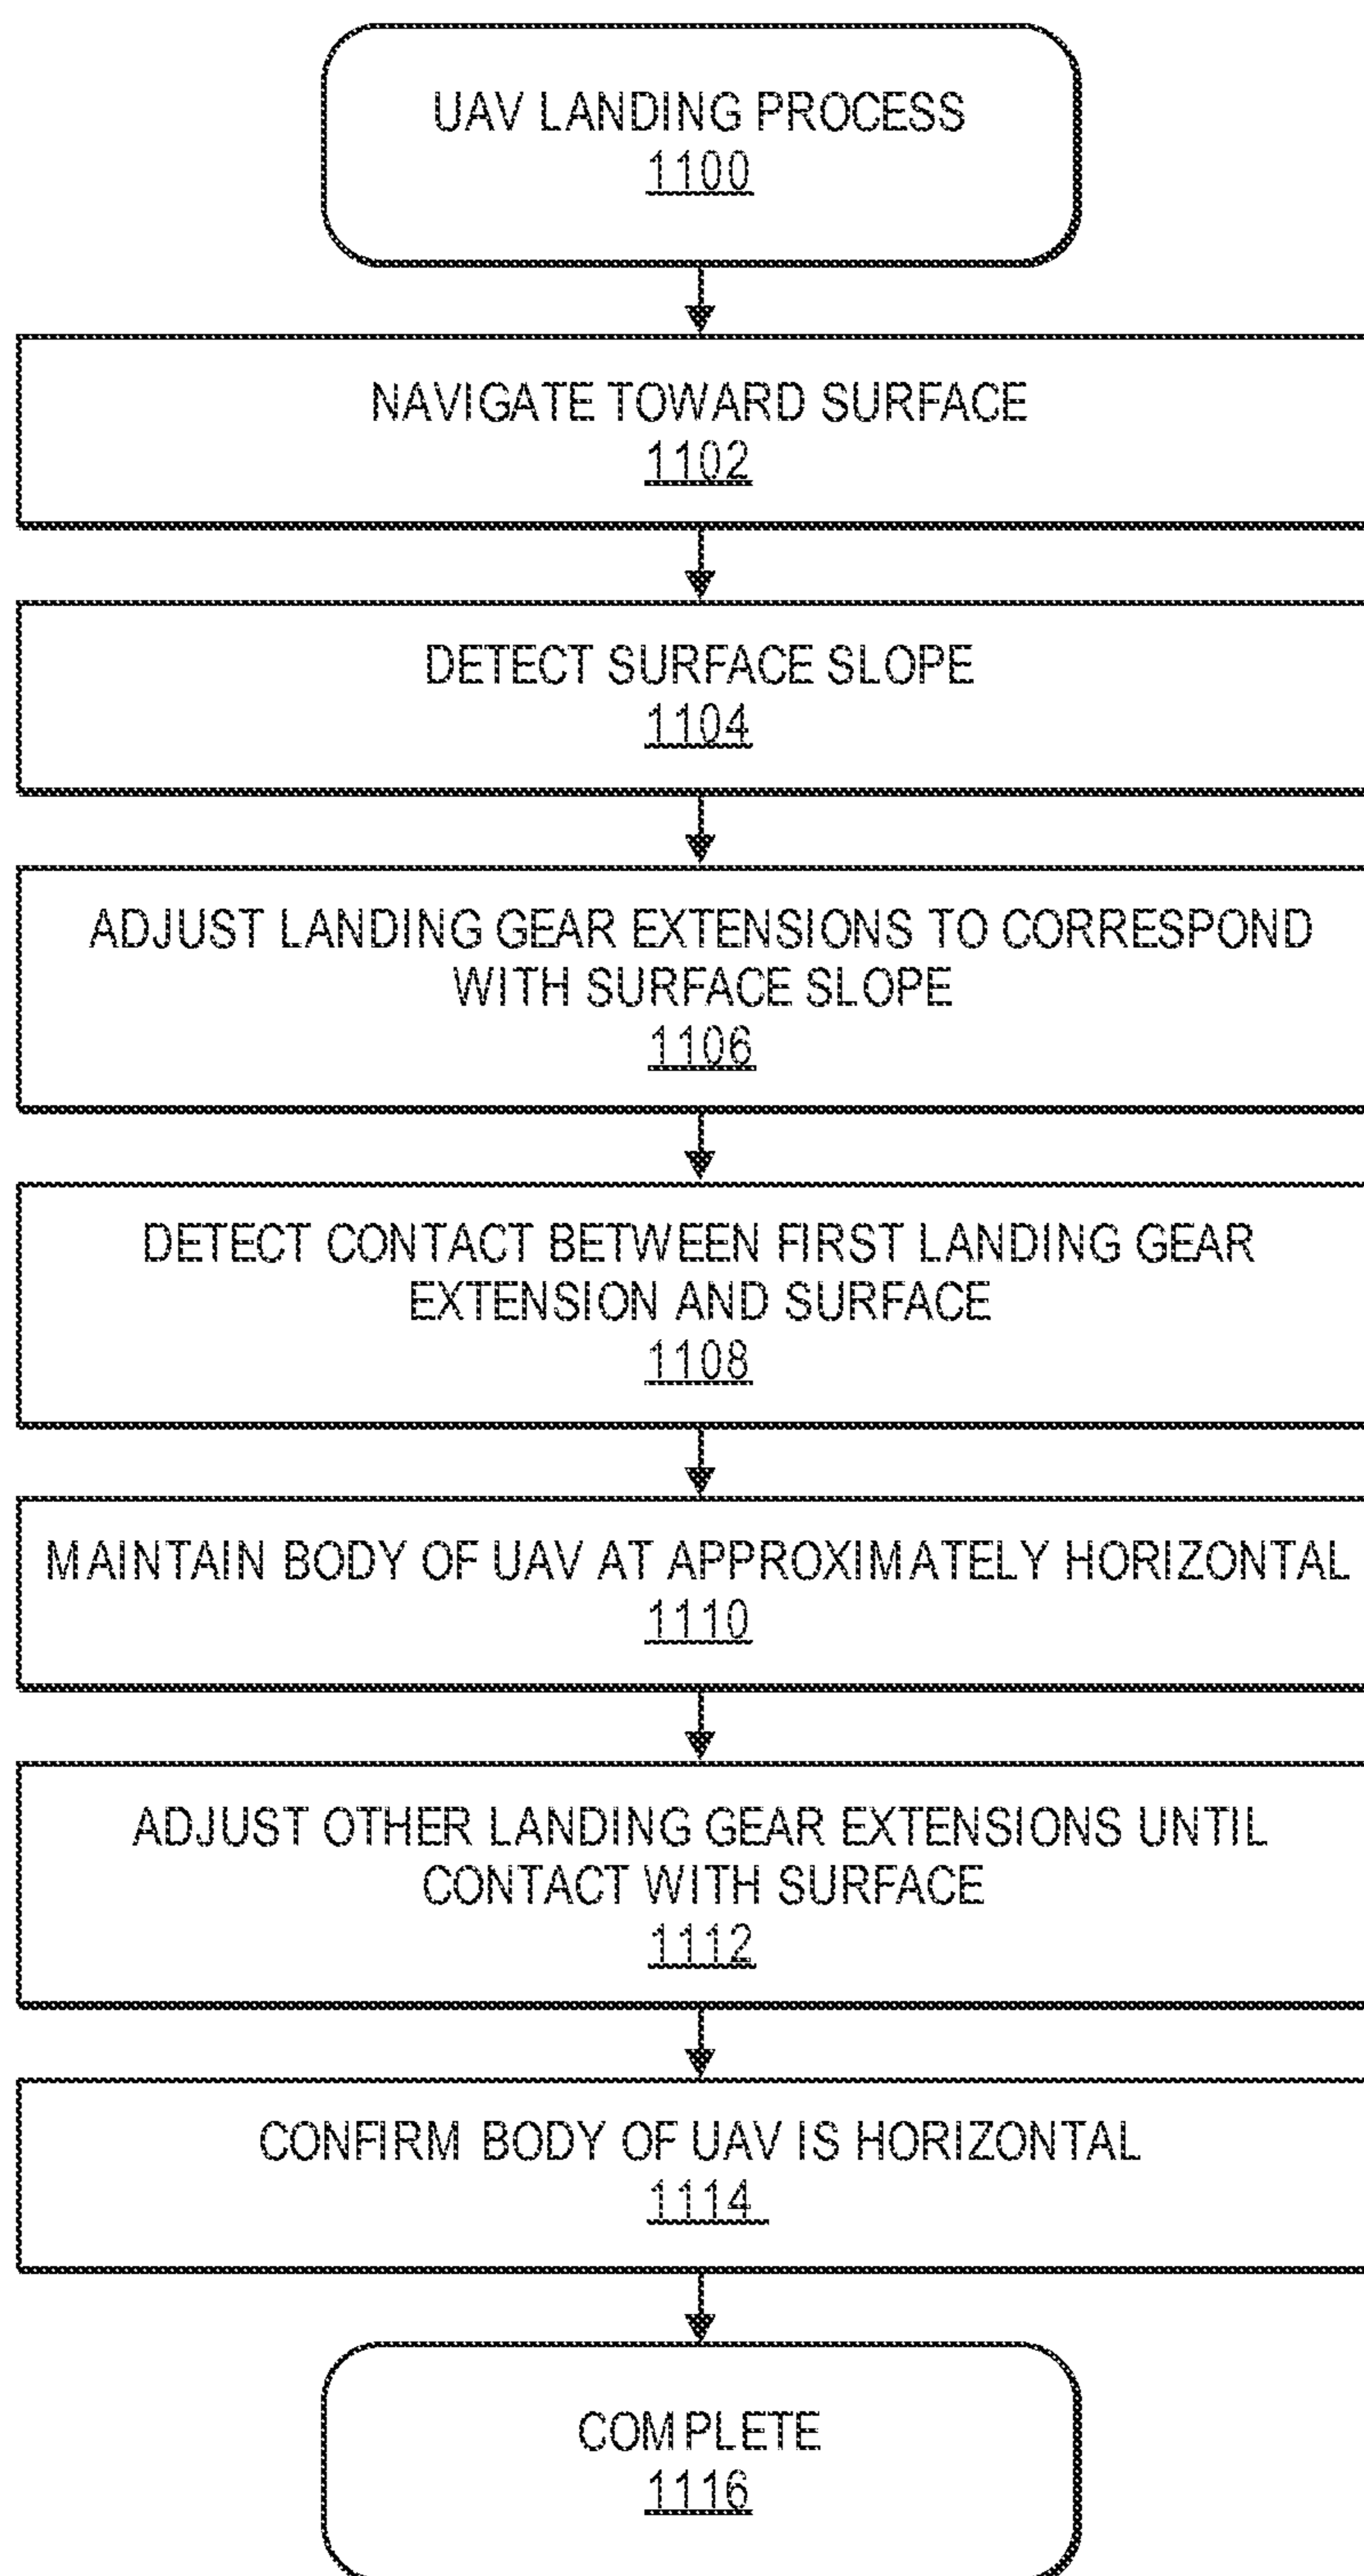 UAV LANDING PROCESS
1100
NAVIGATE TOWARD SURFACE
1102
DETECT SURFACE SLOPE
1104
ADJUST LANDING GEAR EXTENSIONS TO CORRESPOND
WITH SURFACE SLOPE
1106
DETECT CONTACT BETWEEN FIRST LANDING GEAR
EXTENSION AND SURFACE
1108
MAINTAIN BODY OF UAV AT APPROXIMATELY HORIZONTAL
1110
ADJUST OTHER LANDING GEAR EXTENSIONS UNTIL
CONTACT WITH SURFACE
1112
CONFIRM BODY OF UAV IS HORIZONTAL
1114
COMPLETE
1116